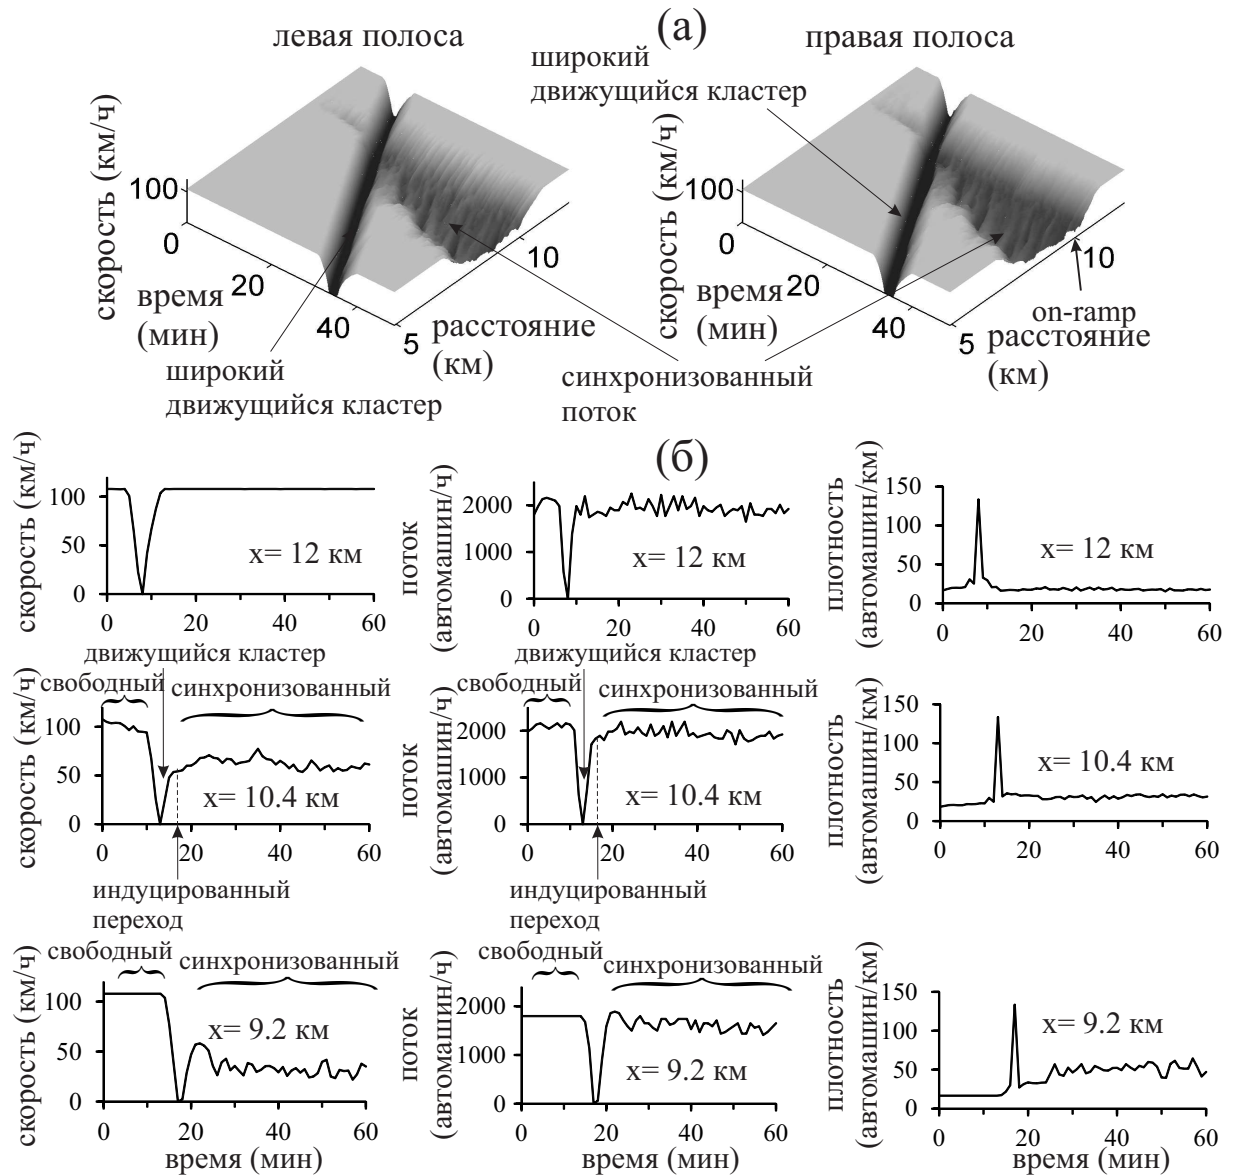 (а)
левая полоса
правая полоса
широкий
движущийся кластер
скорость (км/ч)
100
0
20
40
время
(мин)
5
10
расстояние
(км)
широкий
движущийся кластер
скорость (км/ч)
100
0
20
40
время
(мин)
5
10
on-ramp
расстояние
(км)
синхронизованный
поток
(б)
скорость (км/ч)
100
50
0
0 20 40 60
x= 12 км
поток
(автомашин/ч)
2000
1000
0
0 20 40 60
x= 12 км
плотность
(автомашин/км)
150
100
50
0
0 20 40 60
x= 12 км
движущийся кластер
свободный
синхронизованный
скорость (км/ч)
100
50
0
0 20 40 60
x= 10.4 км
индуцированный
переход
движущийся кластер
свободный
синхронизованный
поток
(автомашин/ч)
2000
1000
0
0 20 40 60
x= 10.4 км
индуцированный
переход
плотность
(автомашин/км)
150
100
50
0
0 20 40 60
x= 10.4 км
свободный
синхронизованный
скорость (км/ч)
100
50
0
0 20 40 60
x= 9.2 км
время (мин)
свободный
синхронизованный
поток
(автомашин/ч)
2000
1000
0
0 20 40 60
x= 9.2 км
время (мин)
плотность
(автомашин/км)
150
100
50
0
0 20 40 60
x= 9.2 км
время (мин)